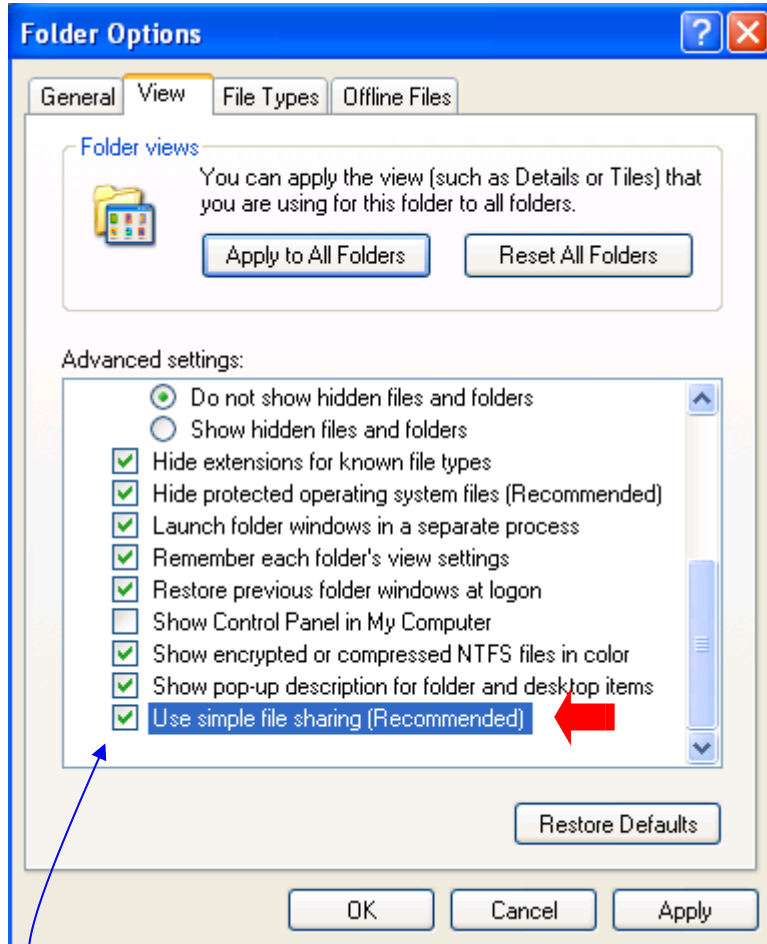 Folder Options
?
General View File Types Offline Files
Folder views
You can apply the view (such as Details or Tiles) that
you are using for this folder to all folders.
Apply to All Folders Reset All Folders
Advanced settings:
Do not show hidden files and folders
Show hidden files and folders
Hide extensions for known file types
Hide protected operating system files (Recommended)
Launch folder windows in a separate process
Remember each folder's view settings
Restore previous folder windows at logon
Show Control Panel in My Computer
Show encrypted or compressed NTFS files in color
Show pop-up description for folder and desktop items
Use simple file sharing (Recommended)
Restore Defaults
OK Cancel Apply